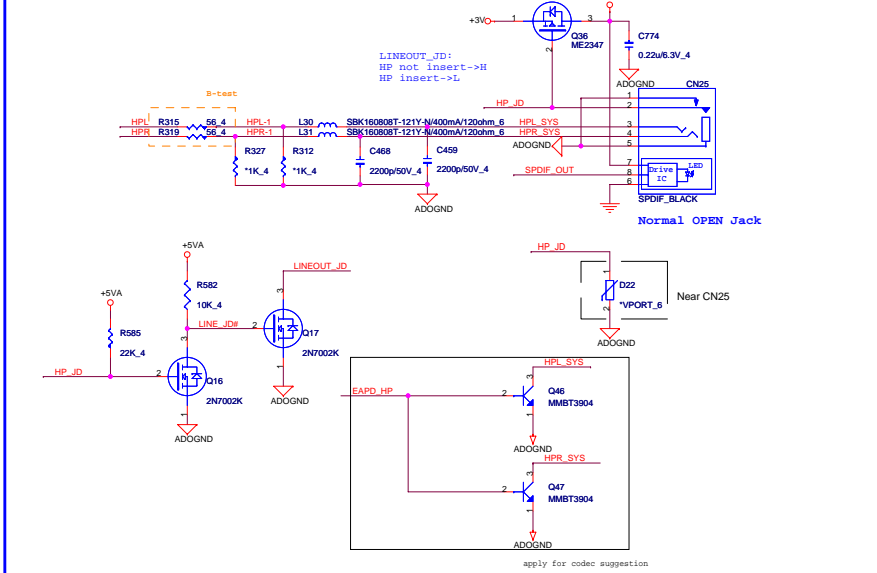 +3V
1
3
Q36
ME2347
2
C774
0.22u/6.3V_4
ADOGND
LINEOUT_JD:
HP not insert->H
HP insert->L
CN25
HP_JD
1
2
B-test
HPL
R315
56_4
HPL-1
L30
SBK160808T-121Y-N/400mA/120ohm_6
HPL_SYS
3
HPR
R319
56_4
HPR-1
L31
SBK160808T-121Y-N/400mA/120ohm_6
HPR_SYS
4
ADOGND
5
R327
*1K_4
R312
*1K_4
C468
2200p/50V_4
C459
2200p/50V_4
ADOGND
SPDIF_OUT
7
8
6
Drive
IC
LED
SPDIF_BLACK
Normal OPEN Jack
+5VA
R582
10K_4
LINEOUT_JD
3
+5VA
LINE_JD#
2
Q17
2N7002K
1
ADOGND
R585
22K_4
HP_JD
2
3
Q16
2N7002K
1
ADOGND
HP_JD
1
D22
*VPORT_6
2
ADOGND
Near CN25
HPL_SYS
EAPD_HP
2
3
Q46
MMBT3904
1
ADOGND
HPR_SYS
2
3
Q47
MMBT3904
1
ADOGND
apply for codec suggestion